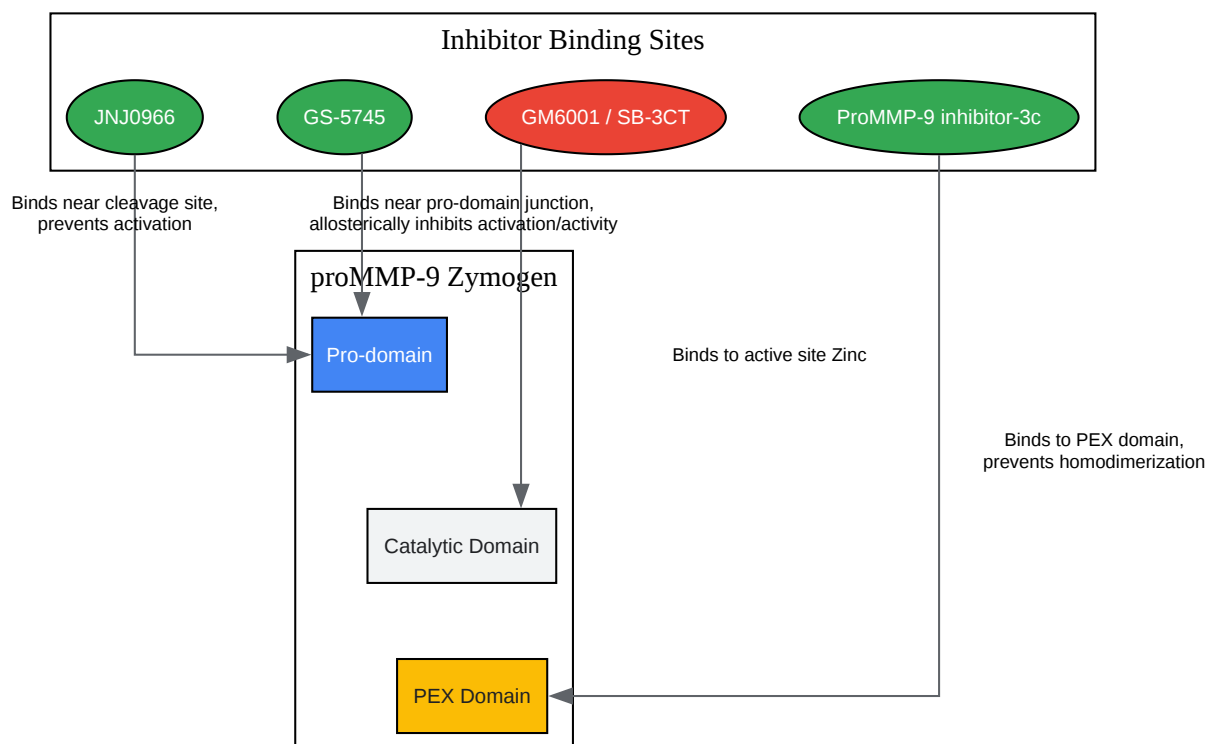 Inhibitor Binding Sites
JNJ0966
GS-5745
GM6001 / SB-3CT
ProMMP-9 inhibitor-3c
Binds near cleavage site,
prevents activation
Binds near pro-domain junction,
allosterically inhibits activation/activity
proMMP-9 Zymogen
Pro-domain
Binds to active site Zinc
Binds to PEX domain,
prevents homodimerization
Catalytic Domain
PEX Domain